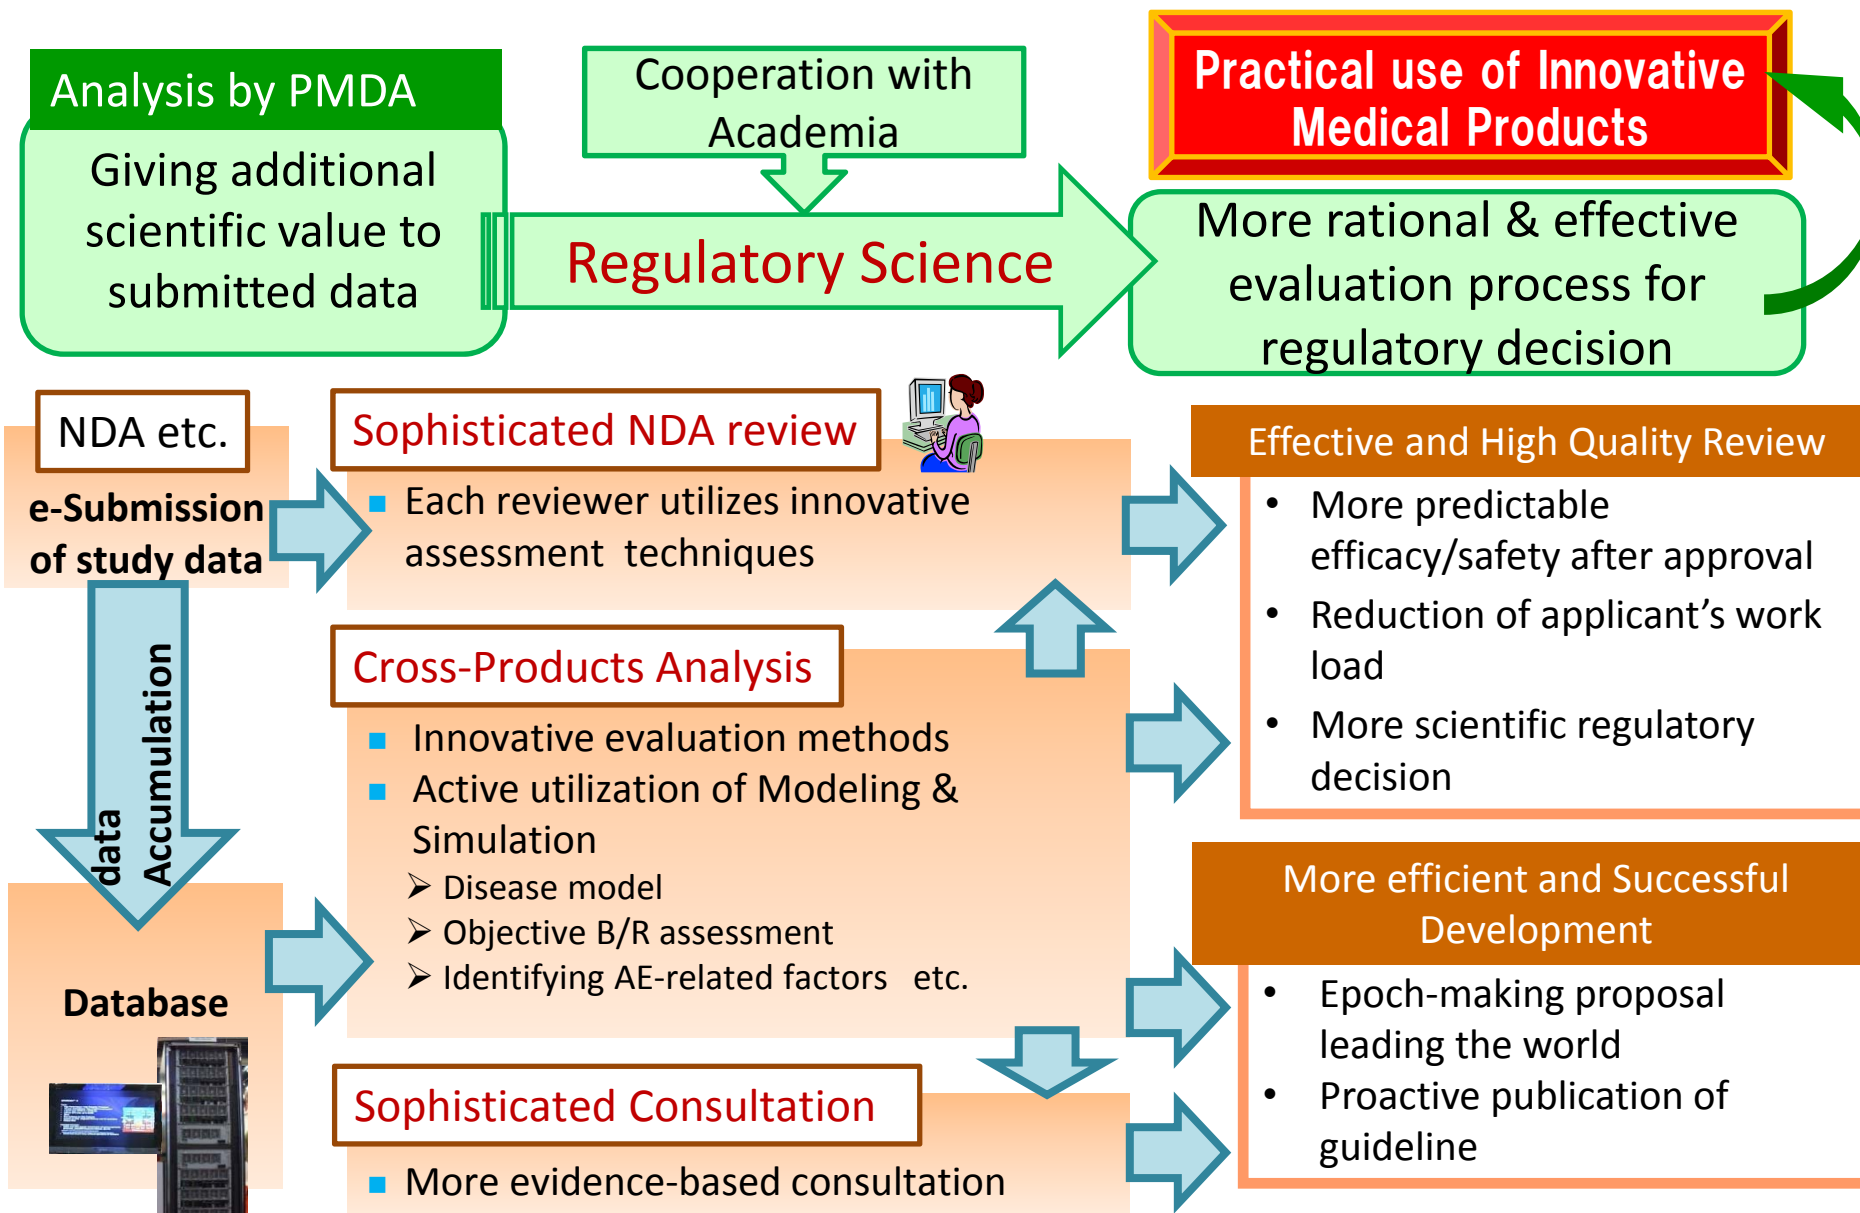 Analysis by PMDA
Giving additional
scientific value to
submitted data
Cooperation with
Academia
Regulatory Science
Practical use of Innovative
Medical Products
More rational & effective
evaluation process for
regulatory decision
NDA etc.
e-Submission
of study data
data
Accumulation
Database
Sophisticated NDA review
■ Each reviewer utilizes innovative
assessment techniques
Cross-Products Analysis
■ Innovative evaluation methods
■ Active utilization of Modeling &
Simulation
➢ Disease model
➢ Objective B/R assessment
➢ Identifying AE-related factors etc.
Sophisticated Consultation
■ More evidence-based consultation
Effective and High Quality Review
• More predictable
efficacy/safety after approval
• Reduction of applicant’s work
load
• More scientific regulatory
decision
More efficient and Successful
Development
• Epoch-making proposal
leading the world
• Proactive publication of
guideline